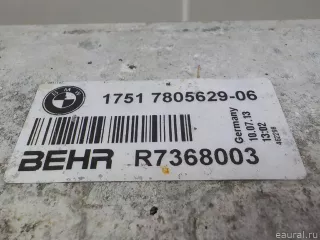 BMW
1751 7805629-06
Germany
10.07.13
13:02
BEHR R7368003
© eaural.ru